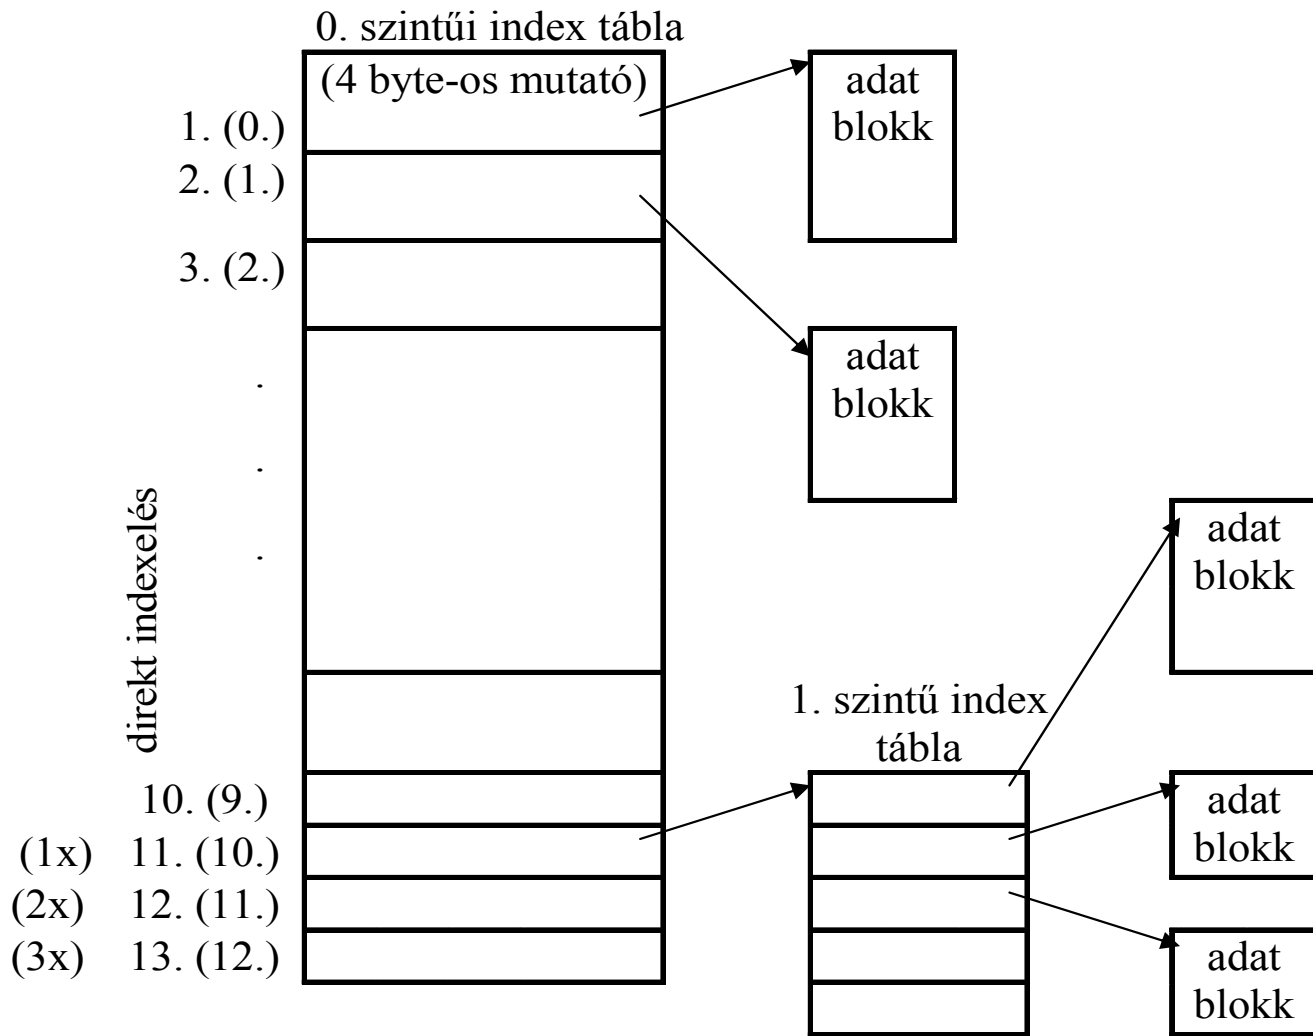 0. szintűi index tábla
(4 byte-os mutató)
adat
blokk
1. (0.)
2. (1.)
3. (2.)
adat
blokk
.
.
.
direkt indexelés
adat
blokk
1. szintű index
tábla
10. (9.)
adat
blokk
(1x) 11. (10.)
(2x) 12. (11.)
(3x) 13. (12.)
adat
blokk